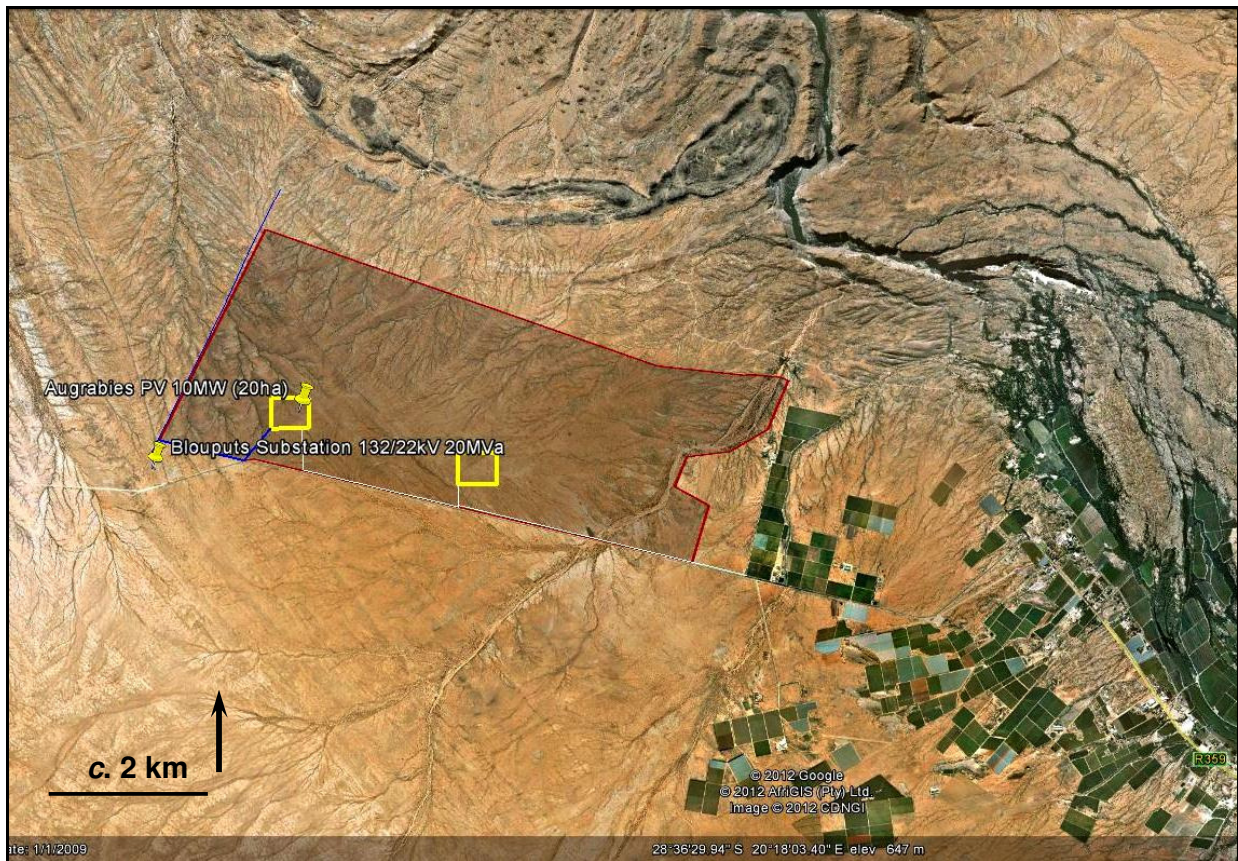 Augrabies PV 10MW (20ha)
Blouputs Substation 132/22kV 20MVa
c. 2 km
R359
© 2012 Google
© 2012 AfriGIS (Pty) Ltd.
Image © 2012 CDNGI
ate: 1/1/2009
28°36'29.94" S 20°18'03.40" E elev 647 m